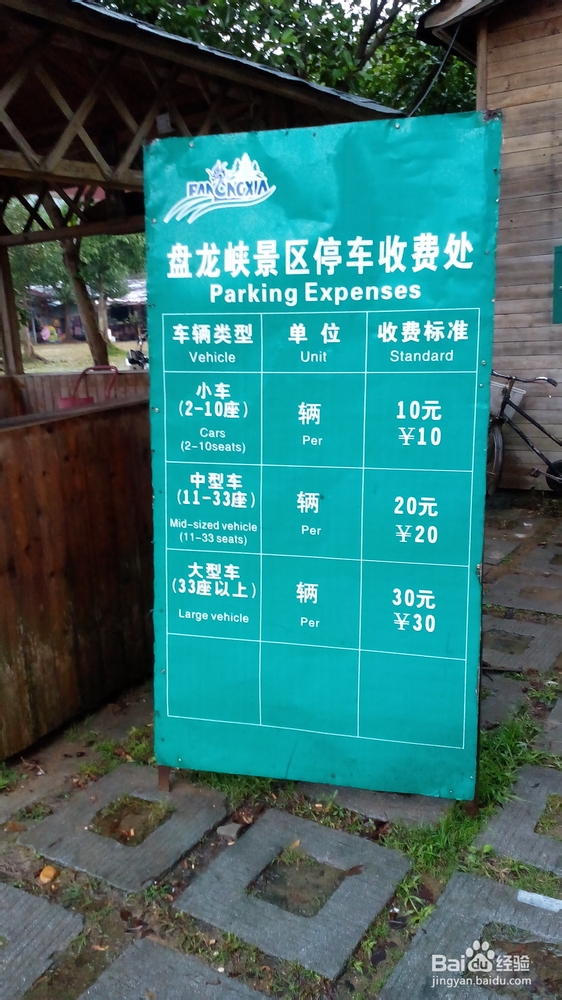 盘龙峡景区停车收费处
Parking Expenses
车辆类型 单位 收费标准
Vehicle Unit Standard
小车
(2-10座)
Cars
(2-10seats)
辆
Per
10元
￥10
中型车
(11-33座)
Mid-sized vehicle
(11-33 seats)
辆
Per
20元
￥20
大型车
(33座以上)
Large vehicle
辆
Per
30元
￥30
Baidu经验
jingyan.baidu.com